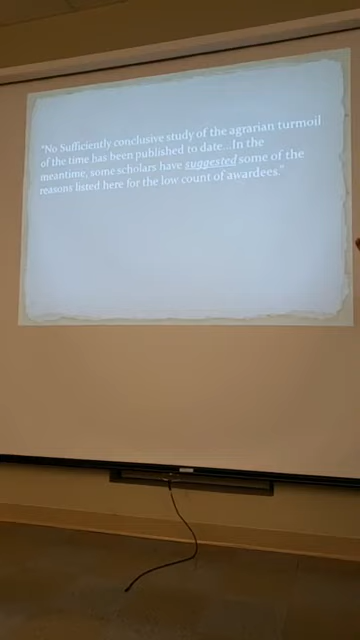 "No Sufficiently conclusive study of the agrarian turmoil
of the time has been published to date...In the
meantime, some scholars have suggested some of the
reasons listed here for the low count of awardees."